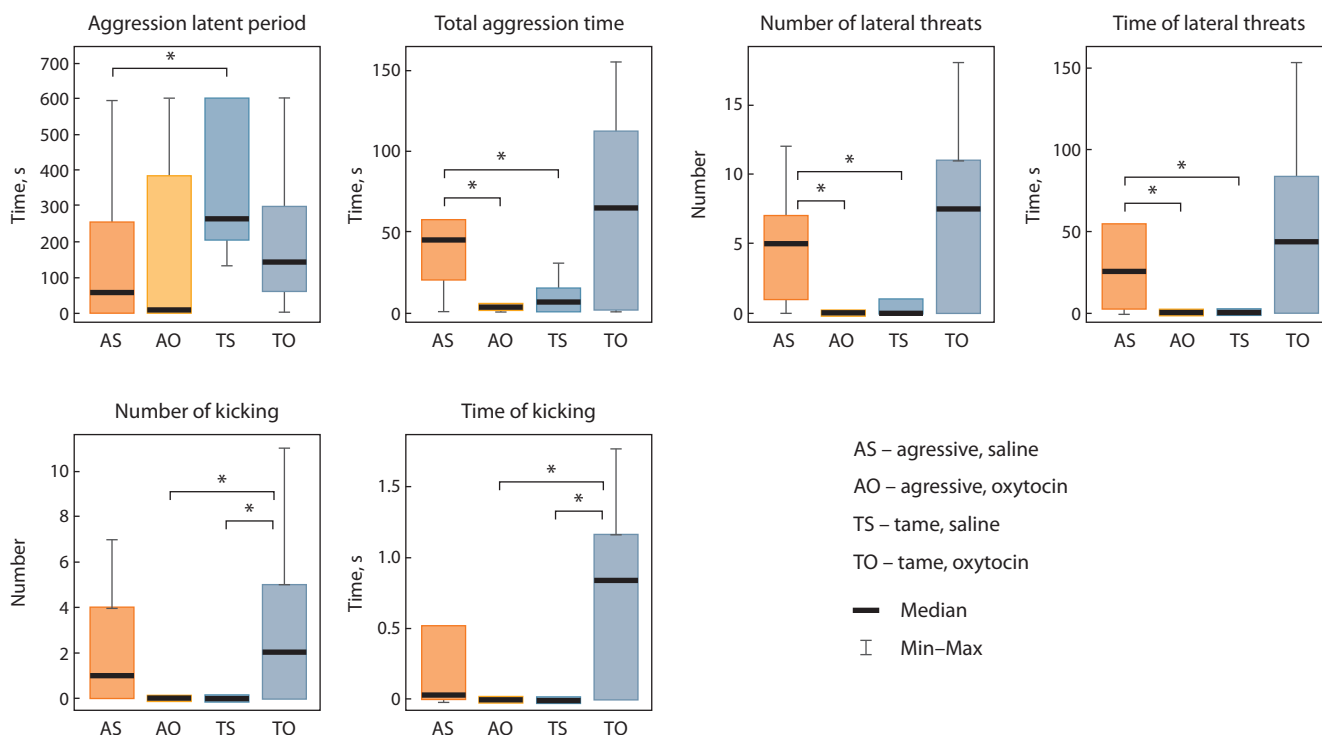 Aggression latent period
Time, s
700
600
500
400
300
200
100
0
*
AS AO TS TO
Total aggression time
Time, s
150
100
50
0
*
*
AS AO TS TO
Number of lateral threats
Number
15
10
5
0
*
*
AS AO TS TO
Time of lateral threats
Time, s
150
100
50
0
*
*
AS AO TS TO
Number of kicking
Number
10
8
6
4
2
0
*
*
AS AO TS TO
Time of kicking
Time, s
1.5
1.0
0.5
0
*
*
AS AO TS TO
AS – agressive, saline
AO – agressive, oxytocin
TS – tame, saline
TO – tame, oxytocin
Median
Min–Max